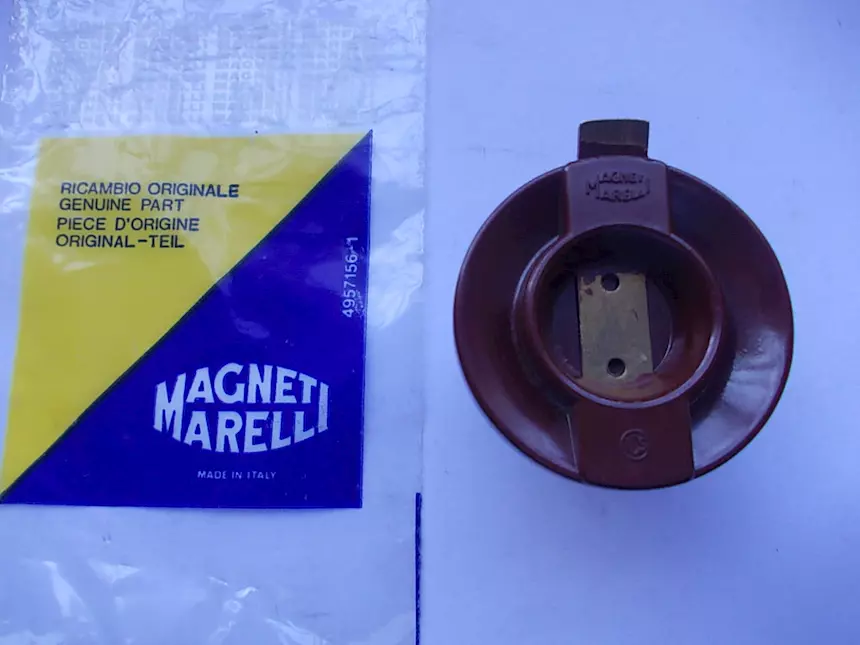 RICAMBIO ORIGINALE
GENUINE PART
PIECE D'ORIGINE
ORIGINAL-TEIL
4957156-1
MAGNETI
MARELLI
MADE IN ITALY
MAGNETI
MARELLI